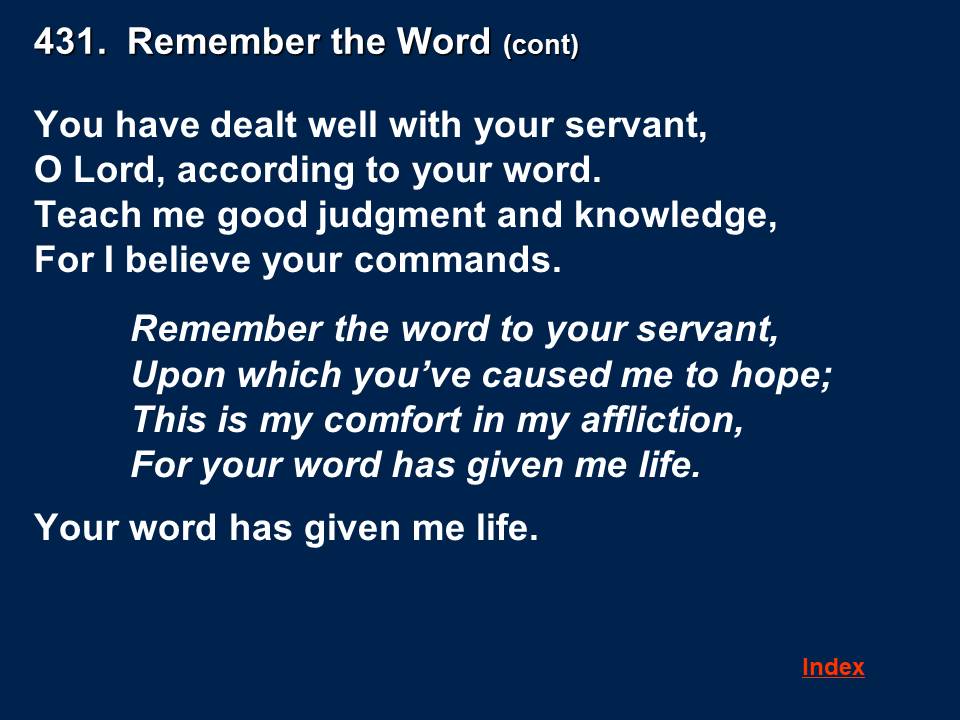 431.  Remember the Word (cont)
You have dealt well with your servant,
O Lord, according to your word.
Teach me good judgment and knowledge,
For I believe your commands.
Remember the word to your servant,
Upon which you’ve caused me to hope;
This is my comfort in my affliction,
For your word has given me life.
Your word has given me life.
Index